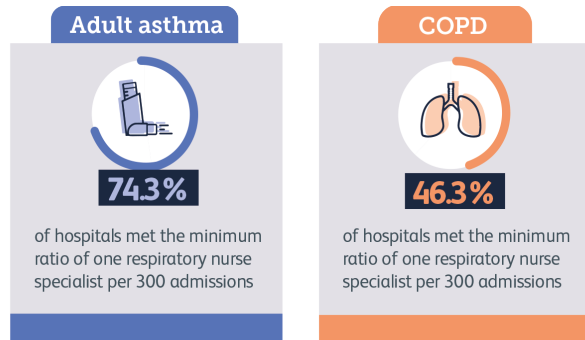 Adult asthma
74.3%
of hospitals met the minimum
ratio of one respiratory nurse
specialist per 300 admissions
COPD
46.3%
of hospitals met the minimum
ratio of one respiratory nurse
specialist per 300 admissions